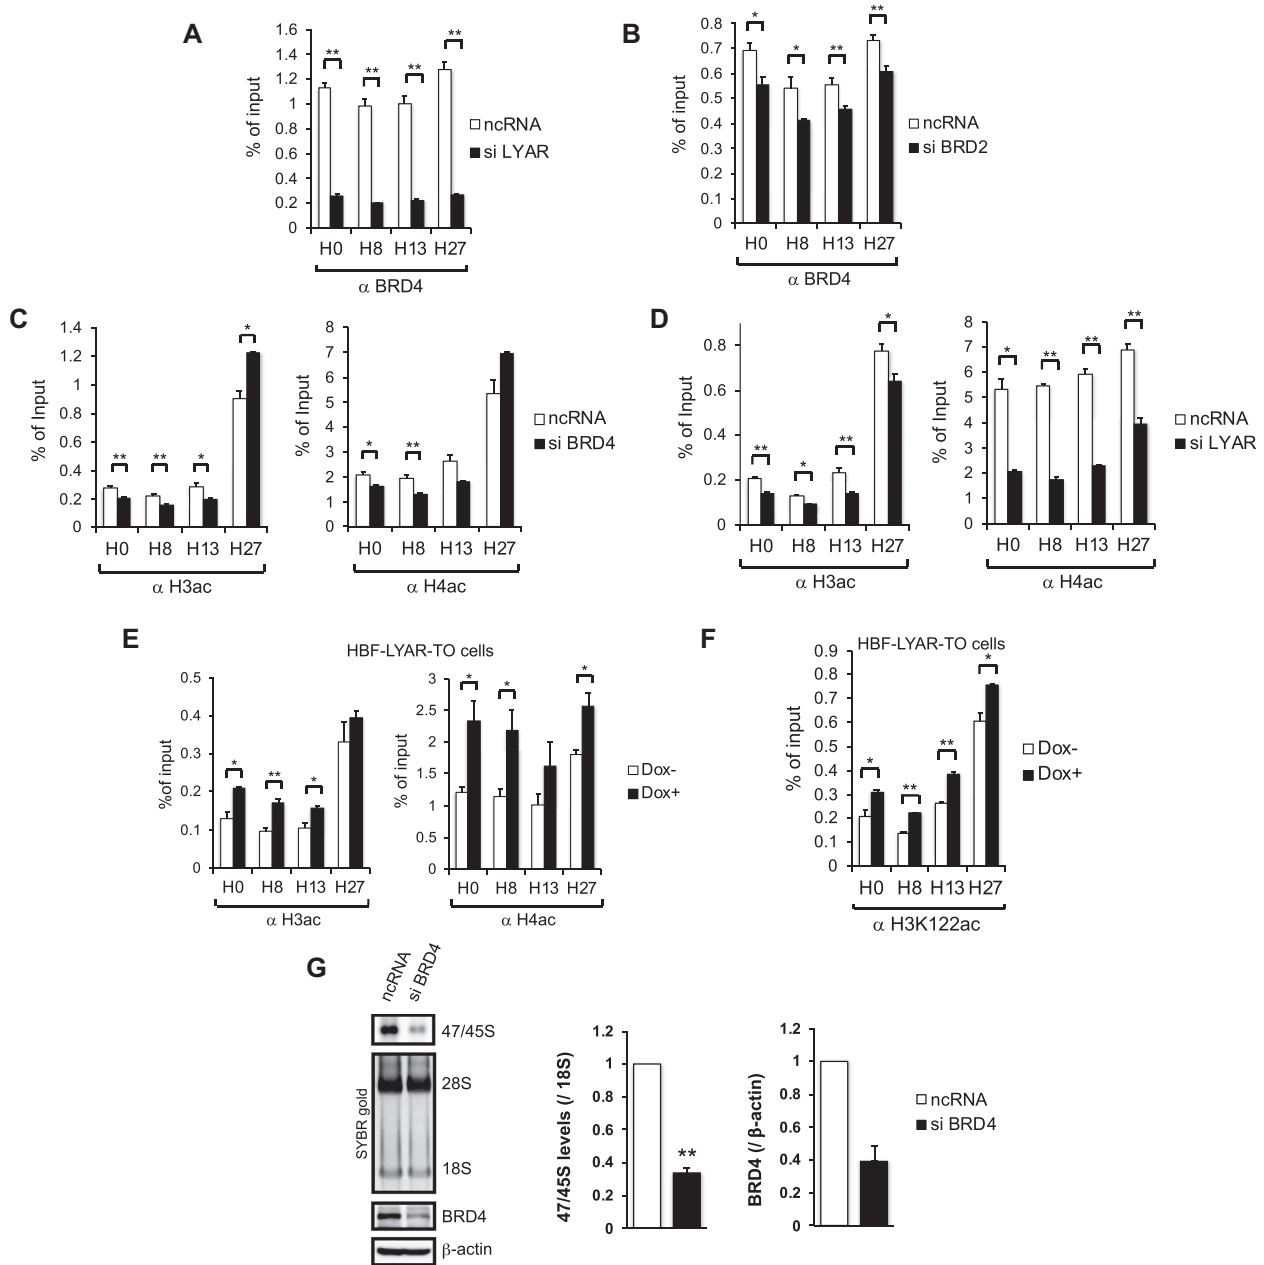 A
1.6
1.4
1.2
1
0.8
0.6
0.4
0.2
0
% of input
** ** ** **
H0 H8 H13 H27
α BRD4
ncRNA
si LYAR
B
0.8
0.7
0.6
0.5
0.4
0.3
0.2
0.1
0
% of input
* * ** **
H0 H8 H13 H27
α BRD4
ncRNA
si BRD2
C
1.4
1.2
1
0.8
0.6
0.4
0.2
0
% of Input
** ** * *
H0 H8 H13 H27
α H3ac
8
7
6
5
4
3
2
1
0
% of Input
* **
H0 H8 H13 H27
α H4ac
ncRNA
si BRD4
D
0.8
0.6
0.4
0.2
0
% of Input
** * ** *
H0 H8 H13 H27
α H3ac
8
7
6
5
4
3
2
1
0
% of Input
* ** ** **
H0 H8 H13 H27
α H4ac
ncRNA
si LYAR
E
HBF-LYAR-TO cells
0.5
0.4
0.3
0.2
0.1
0
%of input
* ** *
H0 H8 H13 H27
α H3ac
3
2.5
2
1.5
1
0.5
0
% of input
* * *
H0 H8 H13 H27
α H4ac
Dox-
Dox+
F
HBF-LYAR-TO cells
0.9
0.8
0.7
0.6
0.5
0.4
0.3
0.2
0.1
0
% of input
* ** ** *
H0 H8 H13 H27
α H3K122ac
Dox-
Dox+
G
ncRNA
si BRD4
47/45S
SYBR gold
28S
18S
BRD4
β-actin
1.2
1
0.8
0.6
0.4
0.2
0
47/45S levels (/ 18S)
**
1.2
1
0.8
0.6
0.4
0.2
0
BRD4 (/ β-actin)
ncRNA
si BRD4